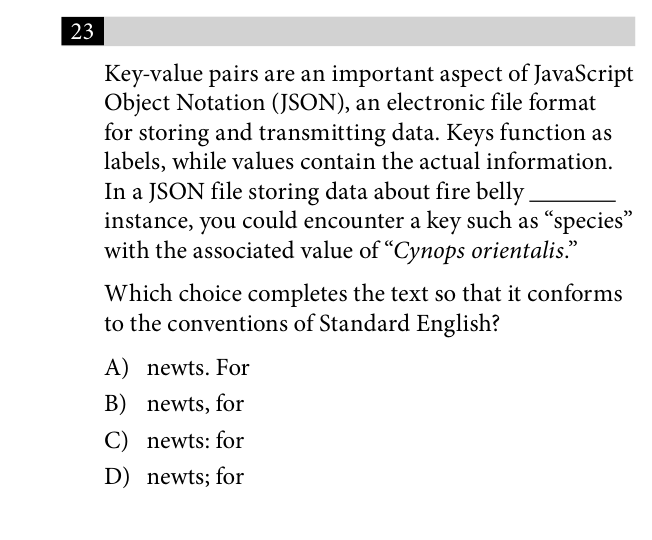 23
Key-value pairs are an important aspect of JavaScript
Object Notation (JSON), an electronic file format
for storing and transmitting data. Keys function as
labels, while values contain the actual information.
In a JSON file storing data about fire belly _______
instance, you could encounter a key such as “species”
with the associated value of “Cynops orientalis.”
Which choice completes the text so that it conforms
to the conventions of Standard English?
A) newts. For
B) newts, for
C) newts: for
D) newts; for